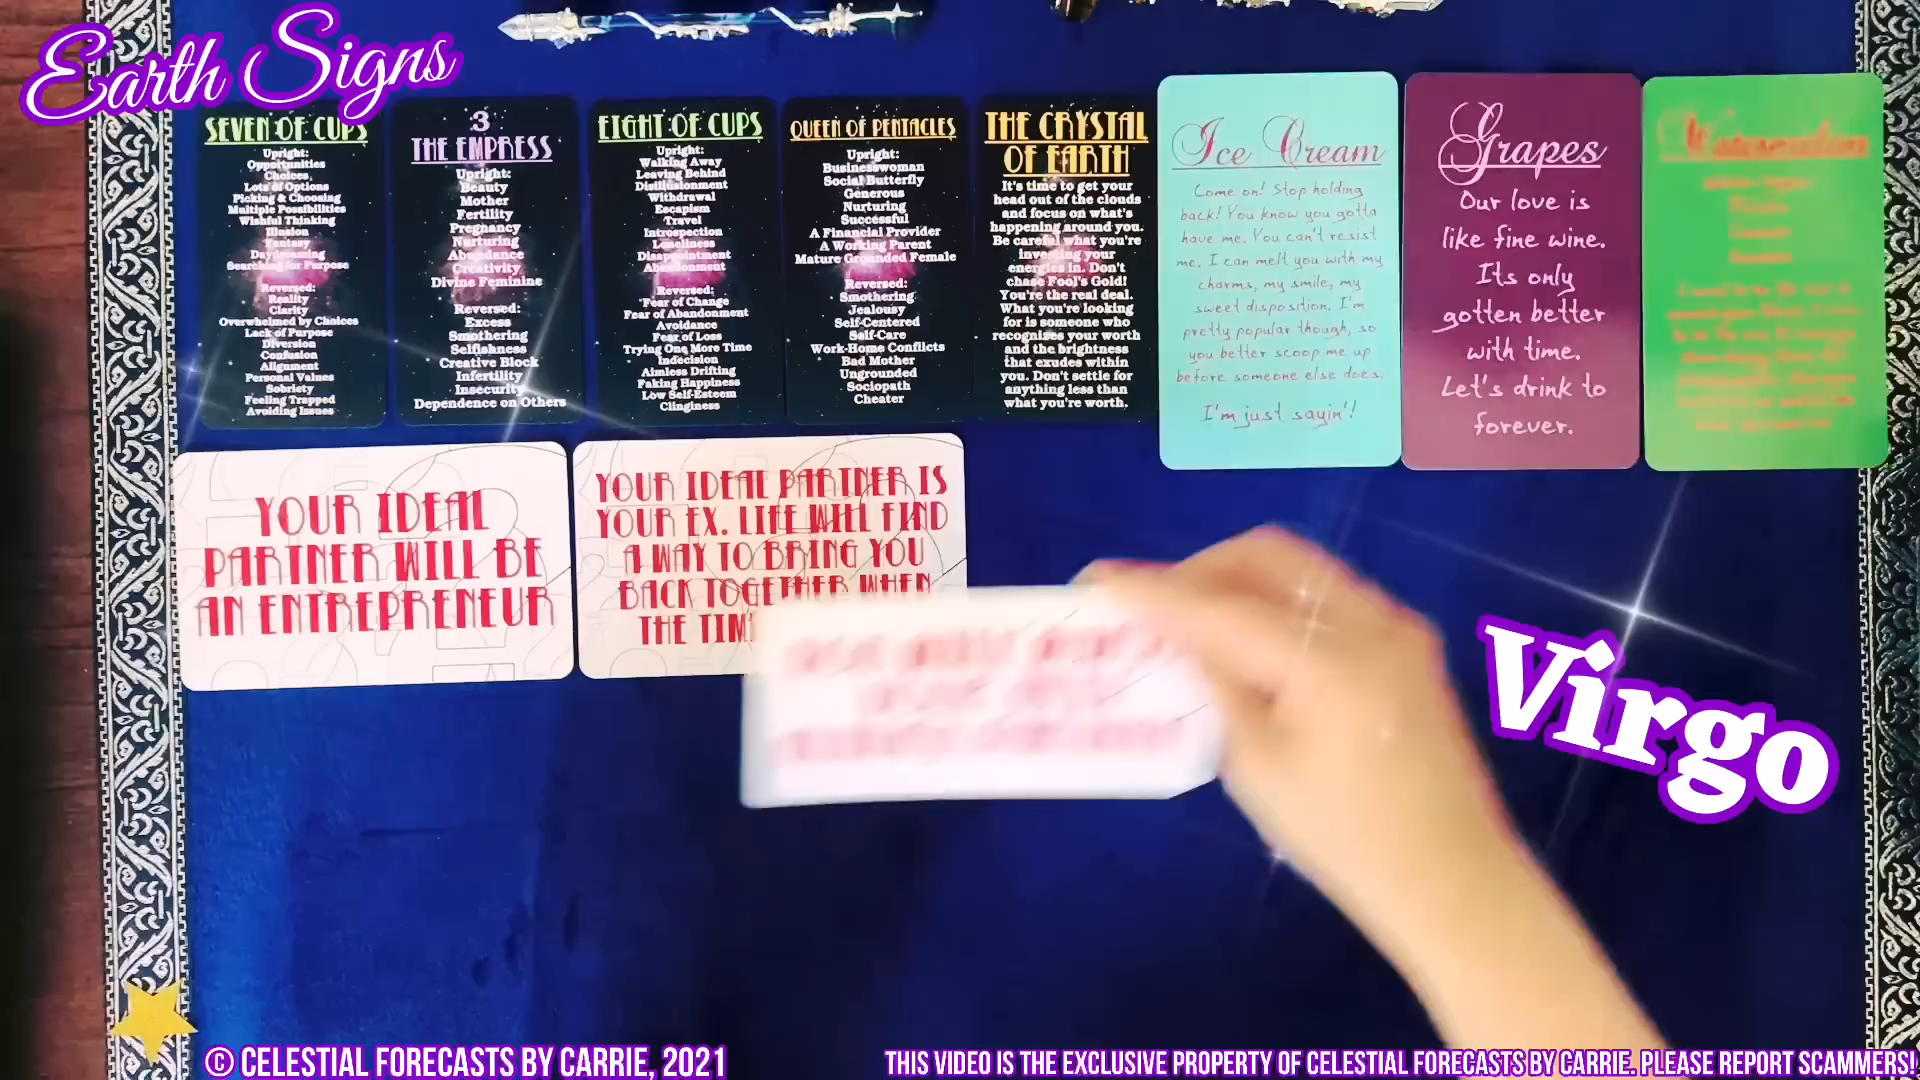 Earth Signs
SEVEN OF CUPS
Upright:
Opportunities
Choices,
Lots of Options
Picking & Choosing
Multiple Possibilities
Wishful Thinking
Illusion
Fantasy
Daydreaming
Searching for Purpose
Reversed:
Reality
Clarity
Overwhelmed by Choices
Lack of Purpose
Diversion
Confusion
Alignment
Personal Values
Sobriety
Feeling Trapped
Avoiding Issues
3
THE EMPRESS
Upright:
Beauty
Mother
Fertility
Pregnancy
Nurturing
Abundance
Creativity
Divine Feminine
Reversed:
Excess
Smothering
Selfishness
Creative Block
Infertility
Insecurity
Dependence on Others
EIGHT OF CUPS
Upright:
Walking Away
Leaving Behind
Disillusionment
Withdrawal
Escapism
Travel
Introspection
Loneliness
Disappointment
Abandonment
Reversed:
Fear of Change
Fear of Abandonment
Avoidance
Fear of Loss
Trying One More Time
Indecision
Aimless Drifting
Faking Happiness
Low Self-Esteem
Clinginess
QUEEN OF PENTACLES
Upright:
Businesswoman
Social Butterfly
Generous
Nurturing
Successful
A Financial Provider
A Working Parent
Mature Grounded Female
Reversed:
Smothering
Jealousy
Self-Centered
Self-Care
Work-Home Conflicts
Bad Mother
Ungrounded
Sociopath
Cheater
THE CRYSTAL
OF EARTH
It's time to get your
head out of the clouds
and focus on what's
happening around you.
Be careful what you're
investing your
energies in. Don't
chase Fool's Gold!
You're the real deal.
What you're looking
for is someone who
recognizes your worth
and the brightness
that exudes within
you. Don't settle for
anything less than
what you're worth.
Ice Cream
Come on! Stop holding
back! You know you gotta
have me. You can't resist
me. I can melt you with my
charms, my smile, my
sweet disposition. I'm
pretty popular though, so
you better scoop me up
before someone else does.
I'm just sayin'!
Grapes
Our love is
like fine wine.
Its only
gotten better
with time.
Let's drink to
forever.
YOUR IDEAL
PARTNER WILL BE
AN ENTREPRENEUR
YOUR IDEAL PARTNER IS
YOUR EX. LIFE WILL FIND
A WAY TO BRING YOU
BACK TOGETHER WHEN
THE TIM
Virgo
© CELESTIAL FORECASTS BY CARRIE, 2021
THIS VIDEO IS THE EXCLUSIVE PROPERTY OF CELESTIAL FORECASTS BY CARRIE. PLEASE REPORT SCAMMERS!